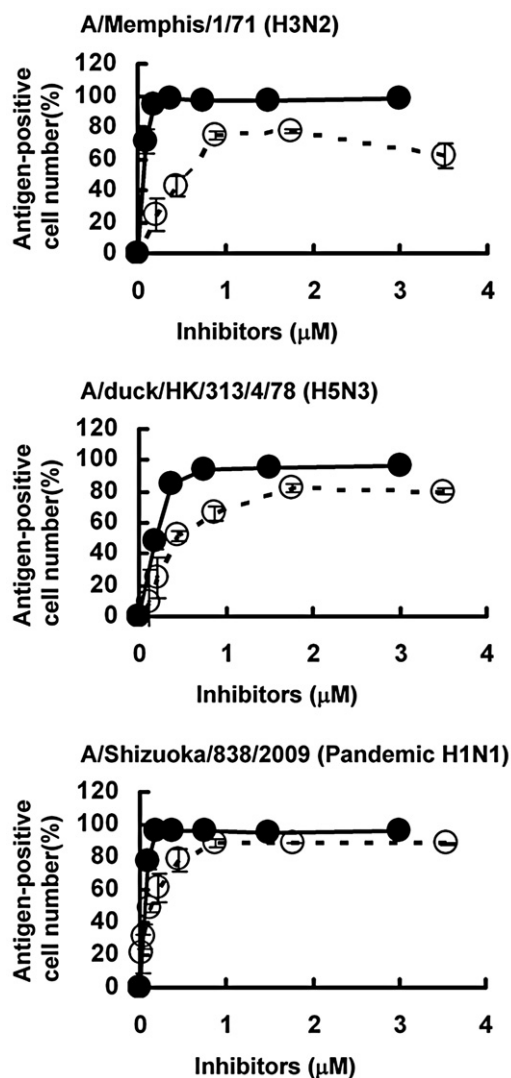 A/Memphis/1/71 (H3N2)
Antigen-positive
cell number(%)
120
100
80
60
40
20
0
0 1 2 3 4
Inhibitors (μM)
A/duck/HK/313/4/78 (H5N3)
Antigen-positive
cell number(%)
120
100
80
60
40
20
0
0 1 2 3 4
Inhibitors (μM)
A/Shizuoka/838/2009 (Pandemic H1N1)
Antigen-positive
cell number(%)
120
100
80
60
40
20
0
0 1 2 3 4
Inhibitors (μM)